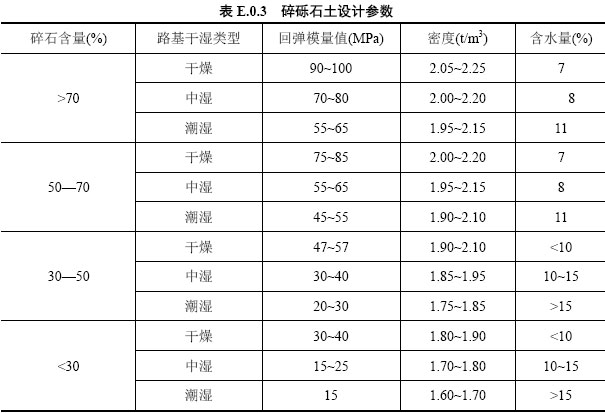 表 E.0.3 碎砾石土设计参数
碎石含量(%) 路基干湿类型 回弹模量值(MPa) 密度(t/m³) 含水量(%)
>70 干燥 90~100 2.05~2.25 7
中湿 70~80 2.00~2.20 8
潮湿 55~65 1.95~2.15 11
50—70 干燥 75~85 2.00~2.20 7
中湿 55~65 1.95~2.15 8
潮湿 45~55 1.90~2.10 11
30—50 干燥 47~57 1.90~2.10 <10
中湿 30~40 1.85~1.95 10~15
潮湿 20~30 1.75~1.85 >15
<30 干燥 30~40 1.80~1.90 <10
中湿 15~25 1.70~1.80 10~15
潮湿 15 1.60~1.70 >15